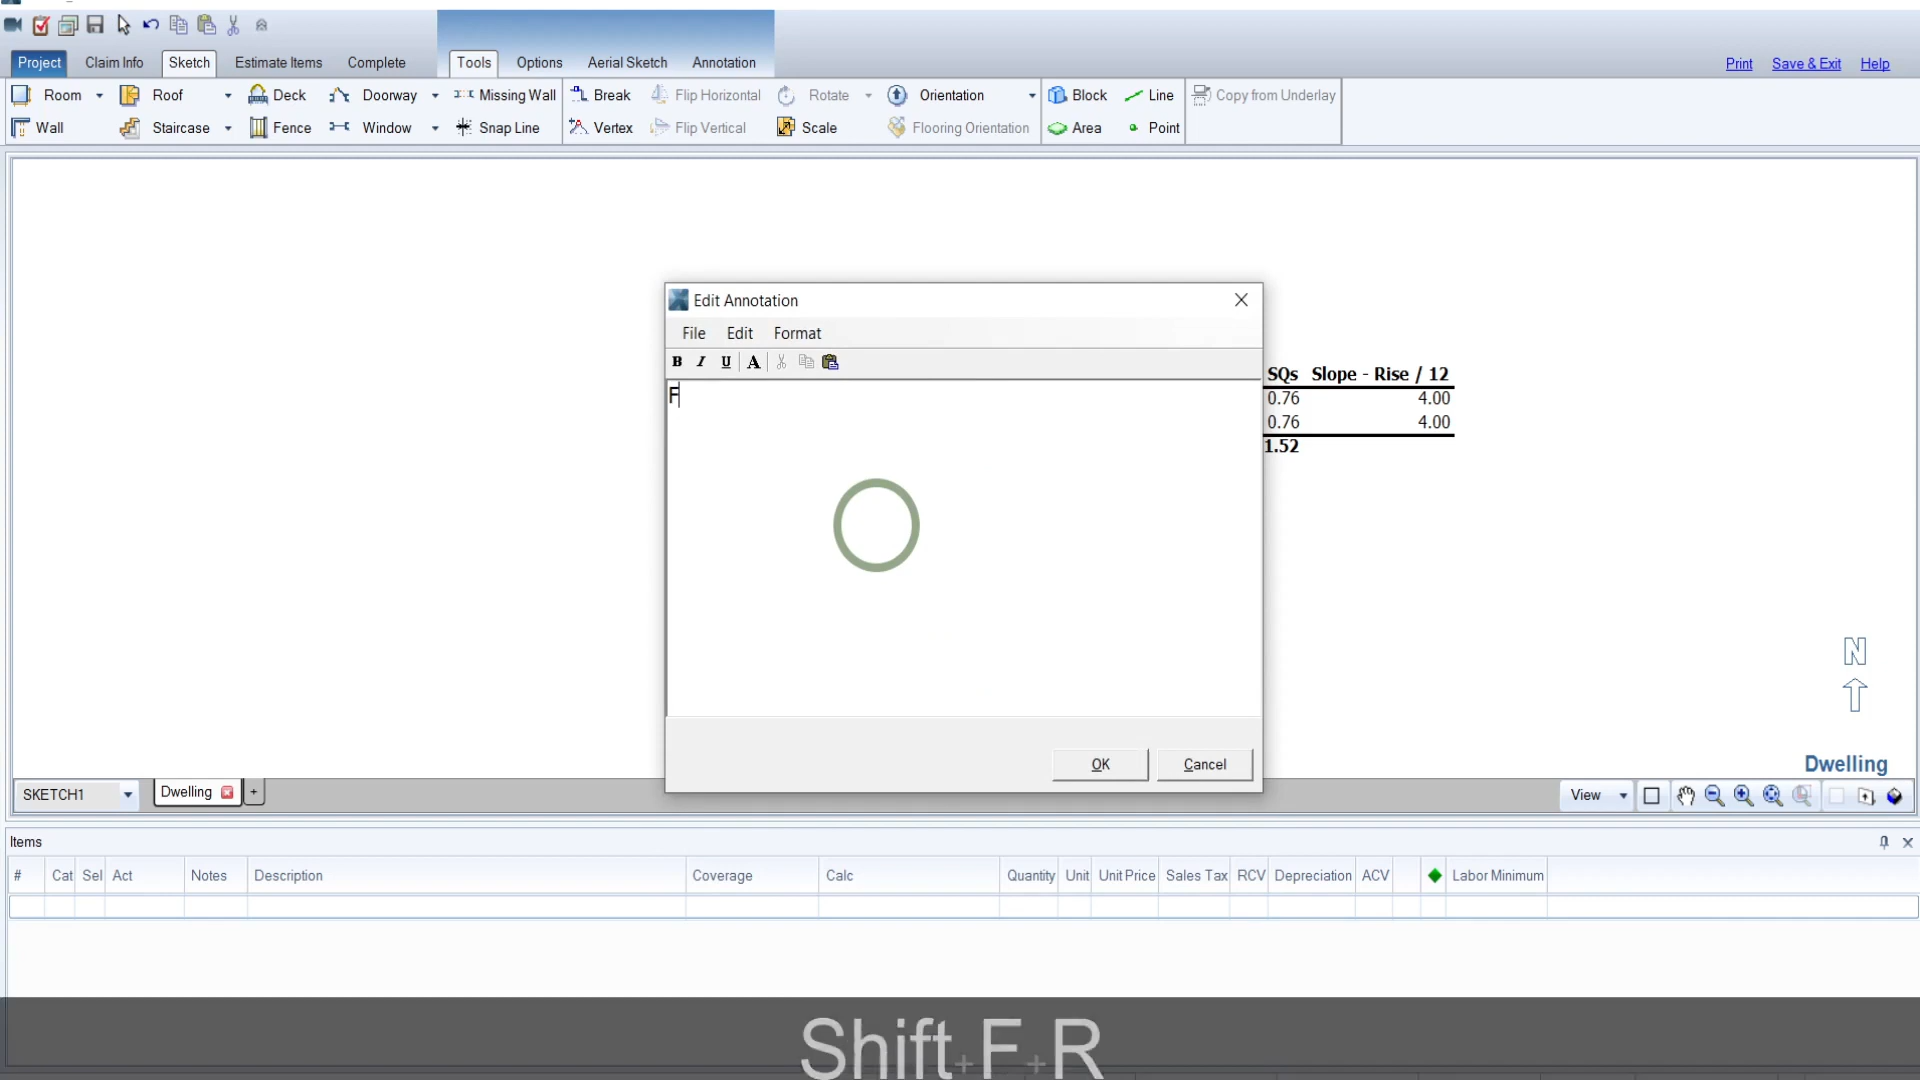 Project Claim Info Sketch Estimate Items Complete Tools Options Aerial Sketch Annotation Print Save & Exit Help
Room Roof Deck Doorway Missing Wall Break Flip Horizontal Rotate Orientation Block Line Copy from Underlay
Wall Staircase Fence Window Snap Line Vertex Flip Vertical Scale Flooring Orientation Area Point
Edit Annotation
File Edit Format
B I U A
F
SQs Slope - Rise / 12
0.76 4.00
0.76 4.00
1.52
N
OK Cancel
Dwelling
SKETCH1 Dwelling + View
Items
# Cat Sel Act Notes Description Coverage Calc Quantity Unit Unit Price Sales Tax RCV Depreciation ACV Labor Minimum
Shift+F+R